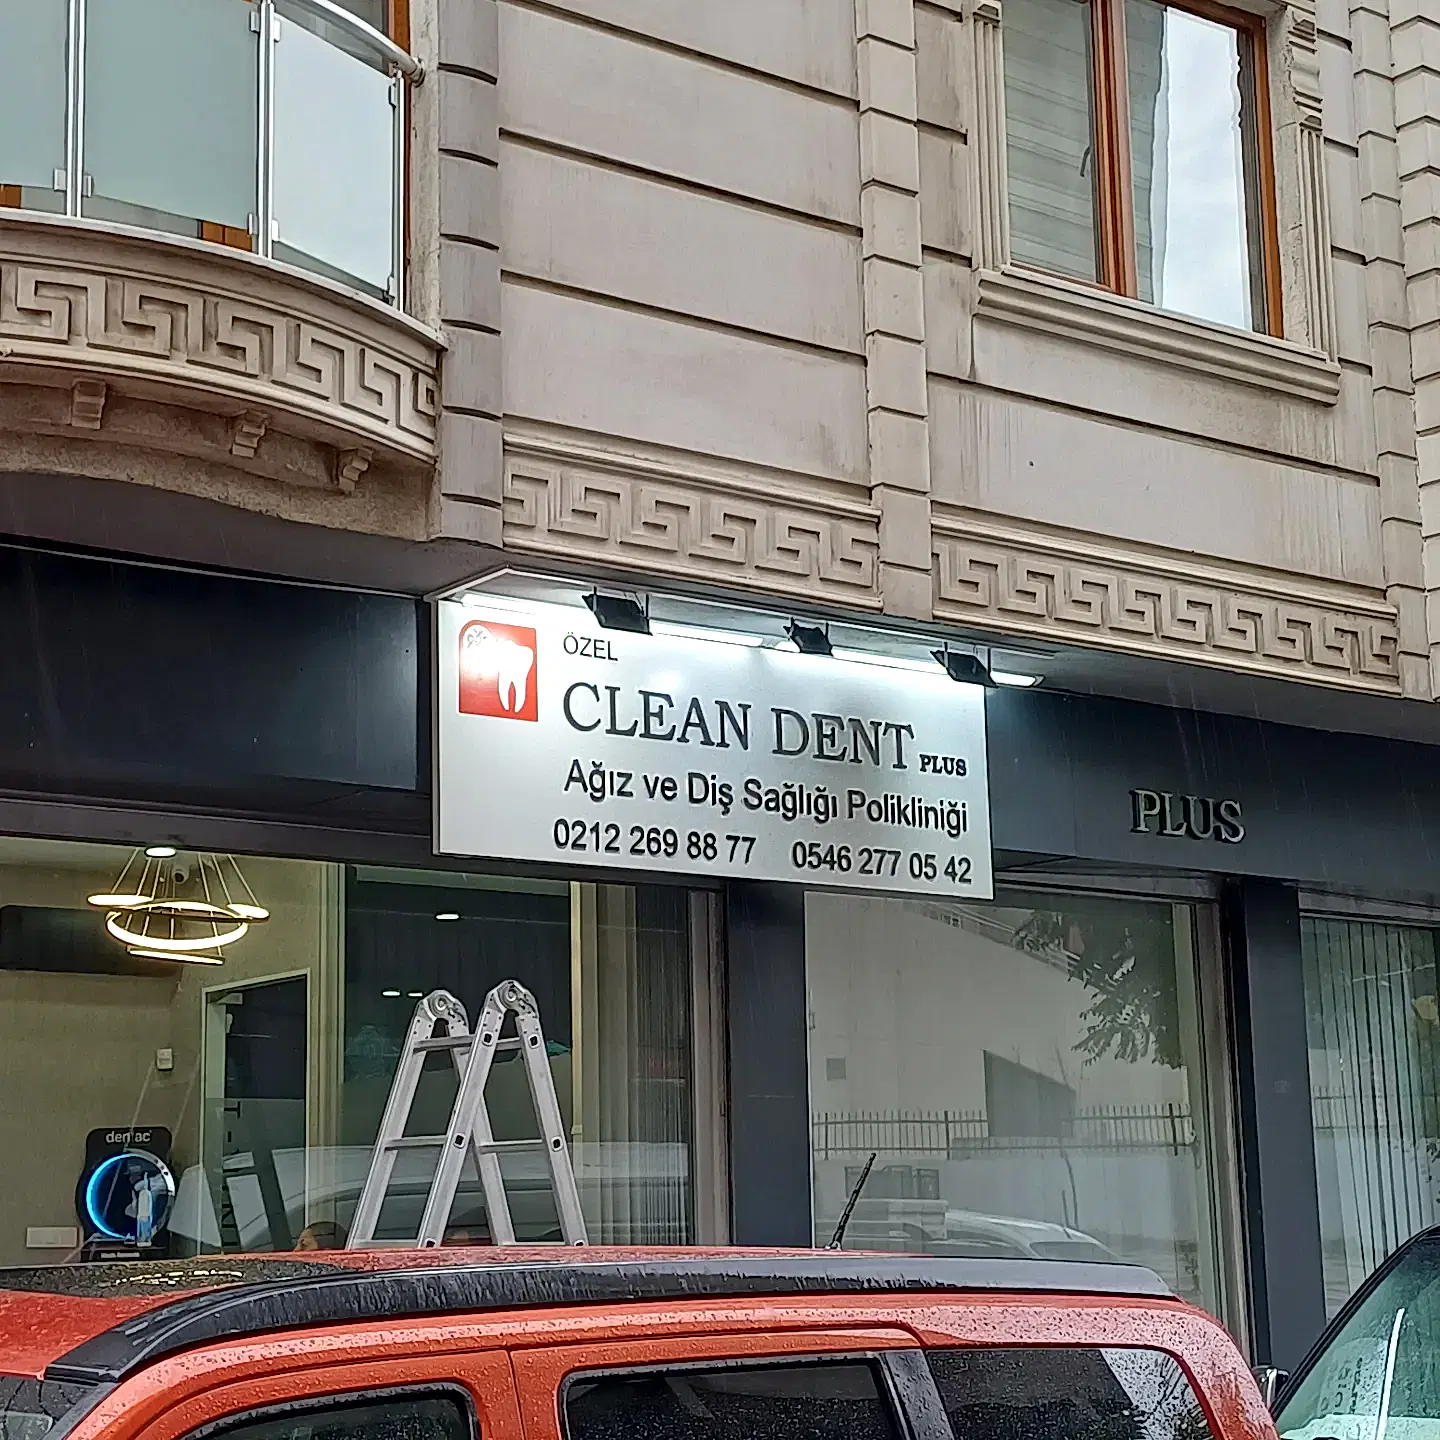 ÖZEL
CLEAN DENT PLUS
Ağız ve Diş Sağlığı Polikliniği
0212 269 88 77 0546 277 05 42
PLUS